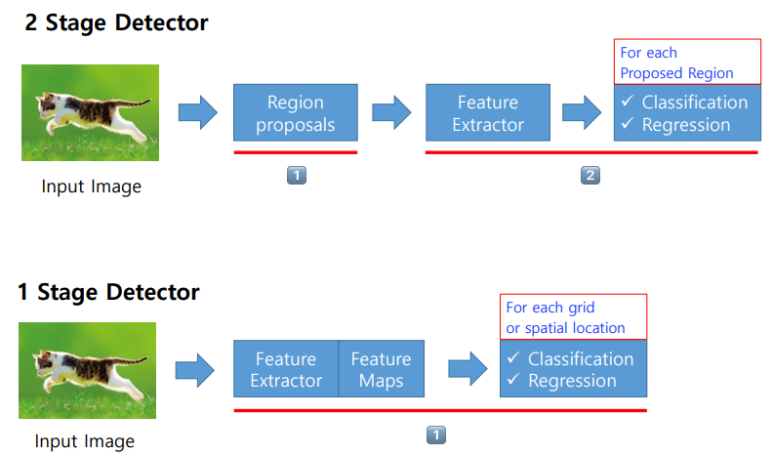 2 Stage Detector
For each
Proposed Region
Region
proposals
Feature
Extractor
✓ Classification
✓ Regression
Input Image
1
2
1 Stage Detector
For each grid
or spatial location
Feature
Extractor
Feature
Maps
✓ Classification
✓ Regression
Input Image
1